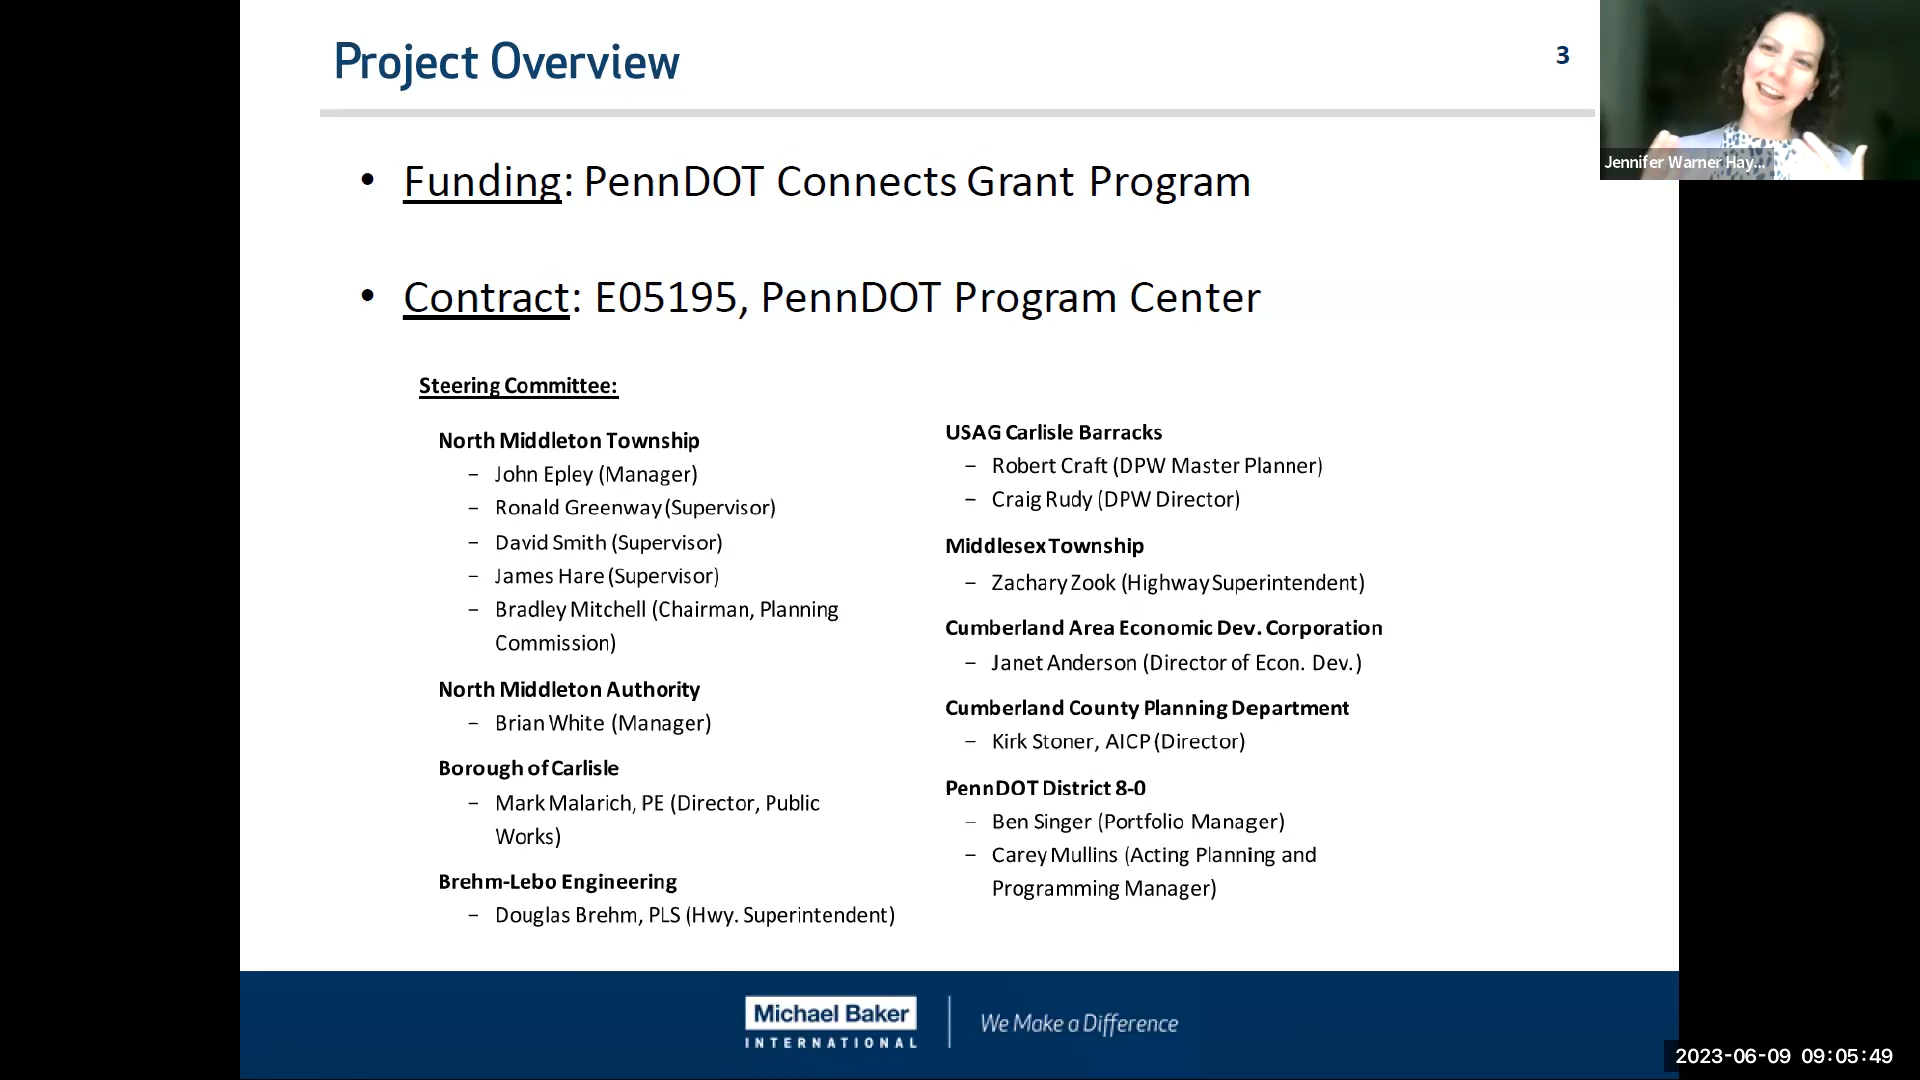 Project Overview
3
Jennifer Warner Hay...
• Funding: PennDOT Connects Grant Program
• Contract: E05195, PennDOT Program Center
Steering Committee:
North Middleton Township
– John Epley (Manager)
– Ronald Greenway (Supervisor)
– David Smith (Supervisor)
– James Hare (Supervisor)
– Bradley Mitchell (Chairman, Planning
Commission)
North Middleton Authority
– Brian White (Manager)
Borough of Carlisle
– Mark Malarich, PE (Director, Public
Works)
Brehm-Lebo Engineering
– Douglas Brehm, PLS (Hwy. Superintendent)
USAG Carlisle Barracks
– Robert Craft (DPW Master Planner)
– Craig Rudy (DPW Director)
Middlesex Township
– Zachary Zook (Highway Superintendent)
Cumberland Area Economic Dev. Corporation
– Janet Anderson (Director of Econ. Dev.)
Cumberland County Planning Department
– Kirk Stoner, AICP (Director)
PennDOT District 8-0
– Ben Singer (Portfolio Manager)
– Carey Mullins (Acting Planning and
Programming Manager)
Michael Baker
INTERNATIONAL
We Make a Difference
2023-06-09 09:05:49